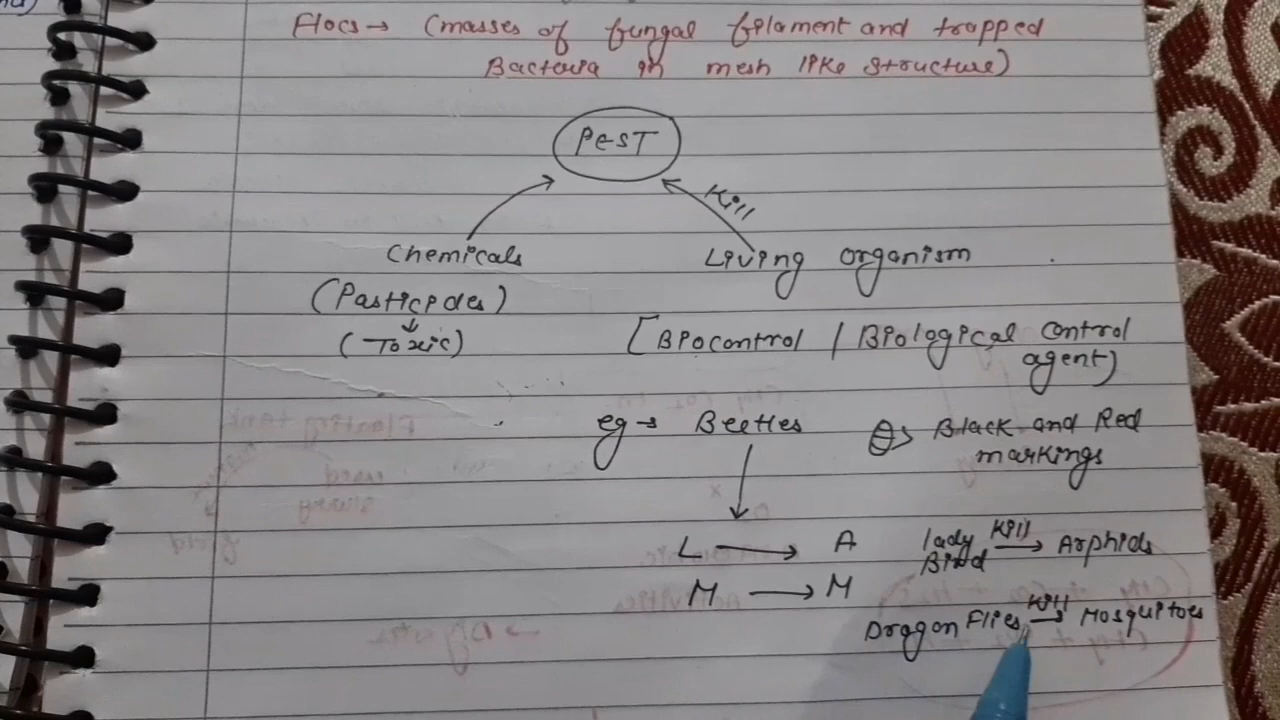 Flocs → (masses of fungal filament and trapped
Bacteria in mesh like structure)
PEST
Kill
Chemicals
Living organism
(Pasticides)
↓
(Toxic)
[Biocontrol / Biological control
agent)
eg → Beetles
Black and Red
markings
L → A
lady Bird Kill → Arphids
M → M
Dragon Flies Kill → Mosquitoes